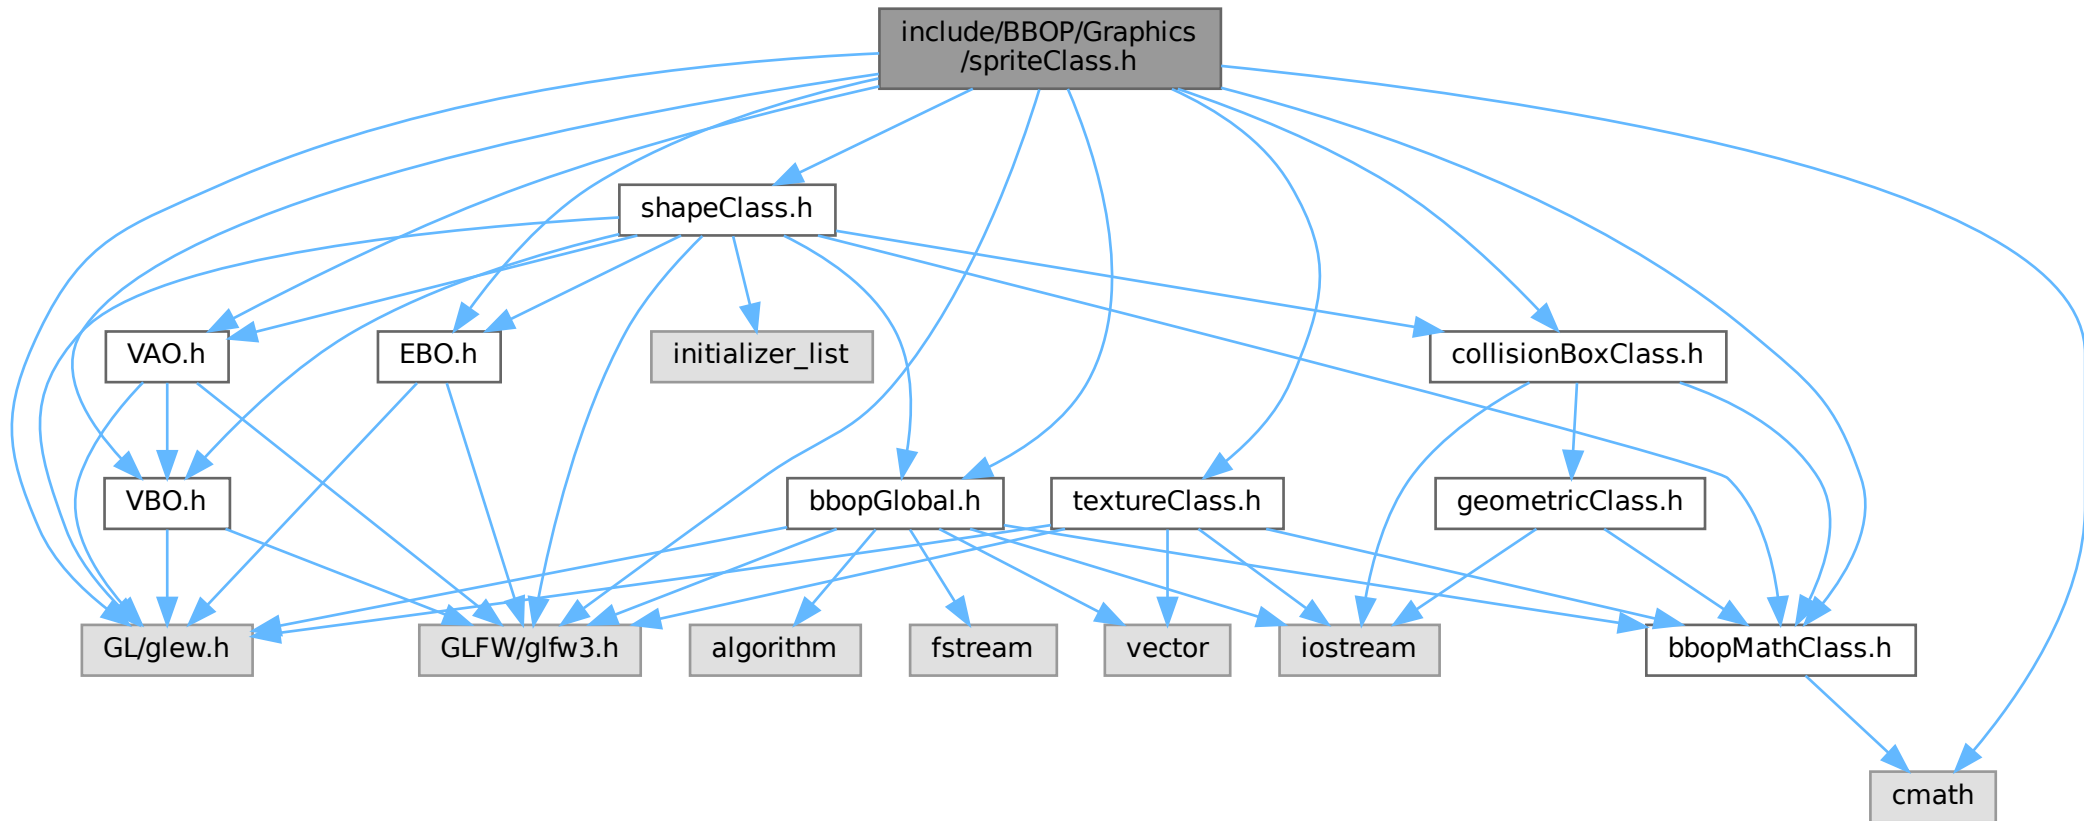 include/BBOP/Graphics
/spriteClass.h
shapeClass.h
VAO.h
EBO.h
initializer_list
collisionBoxClass.h
VBO.h
bbopGlobal.h
textureClass.h
geometricClass.h
GL/glew.h
GLFW/glfw3.h
algorithm
fstream
vector
iostream
bbopMathClass.h
cmath